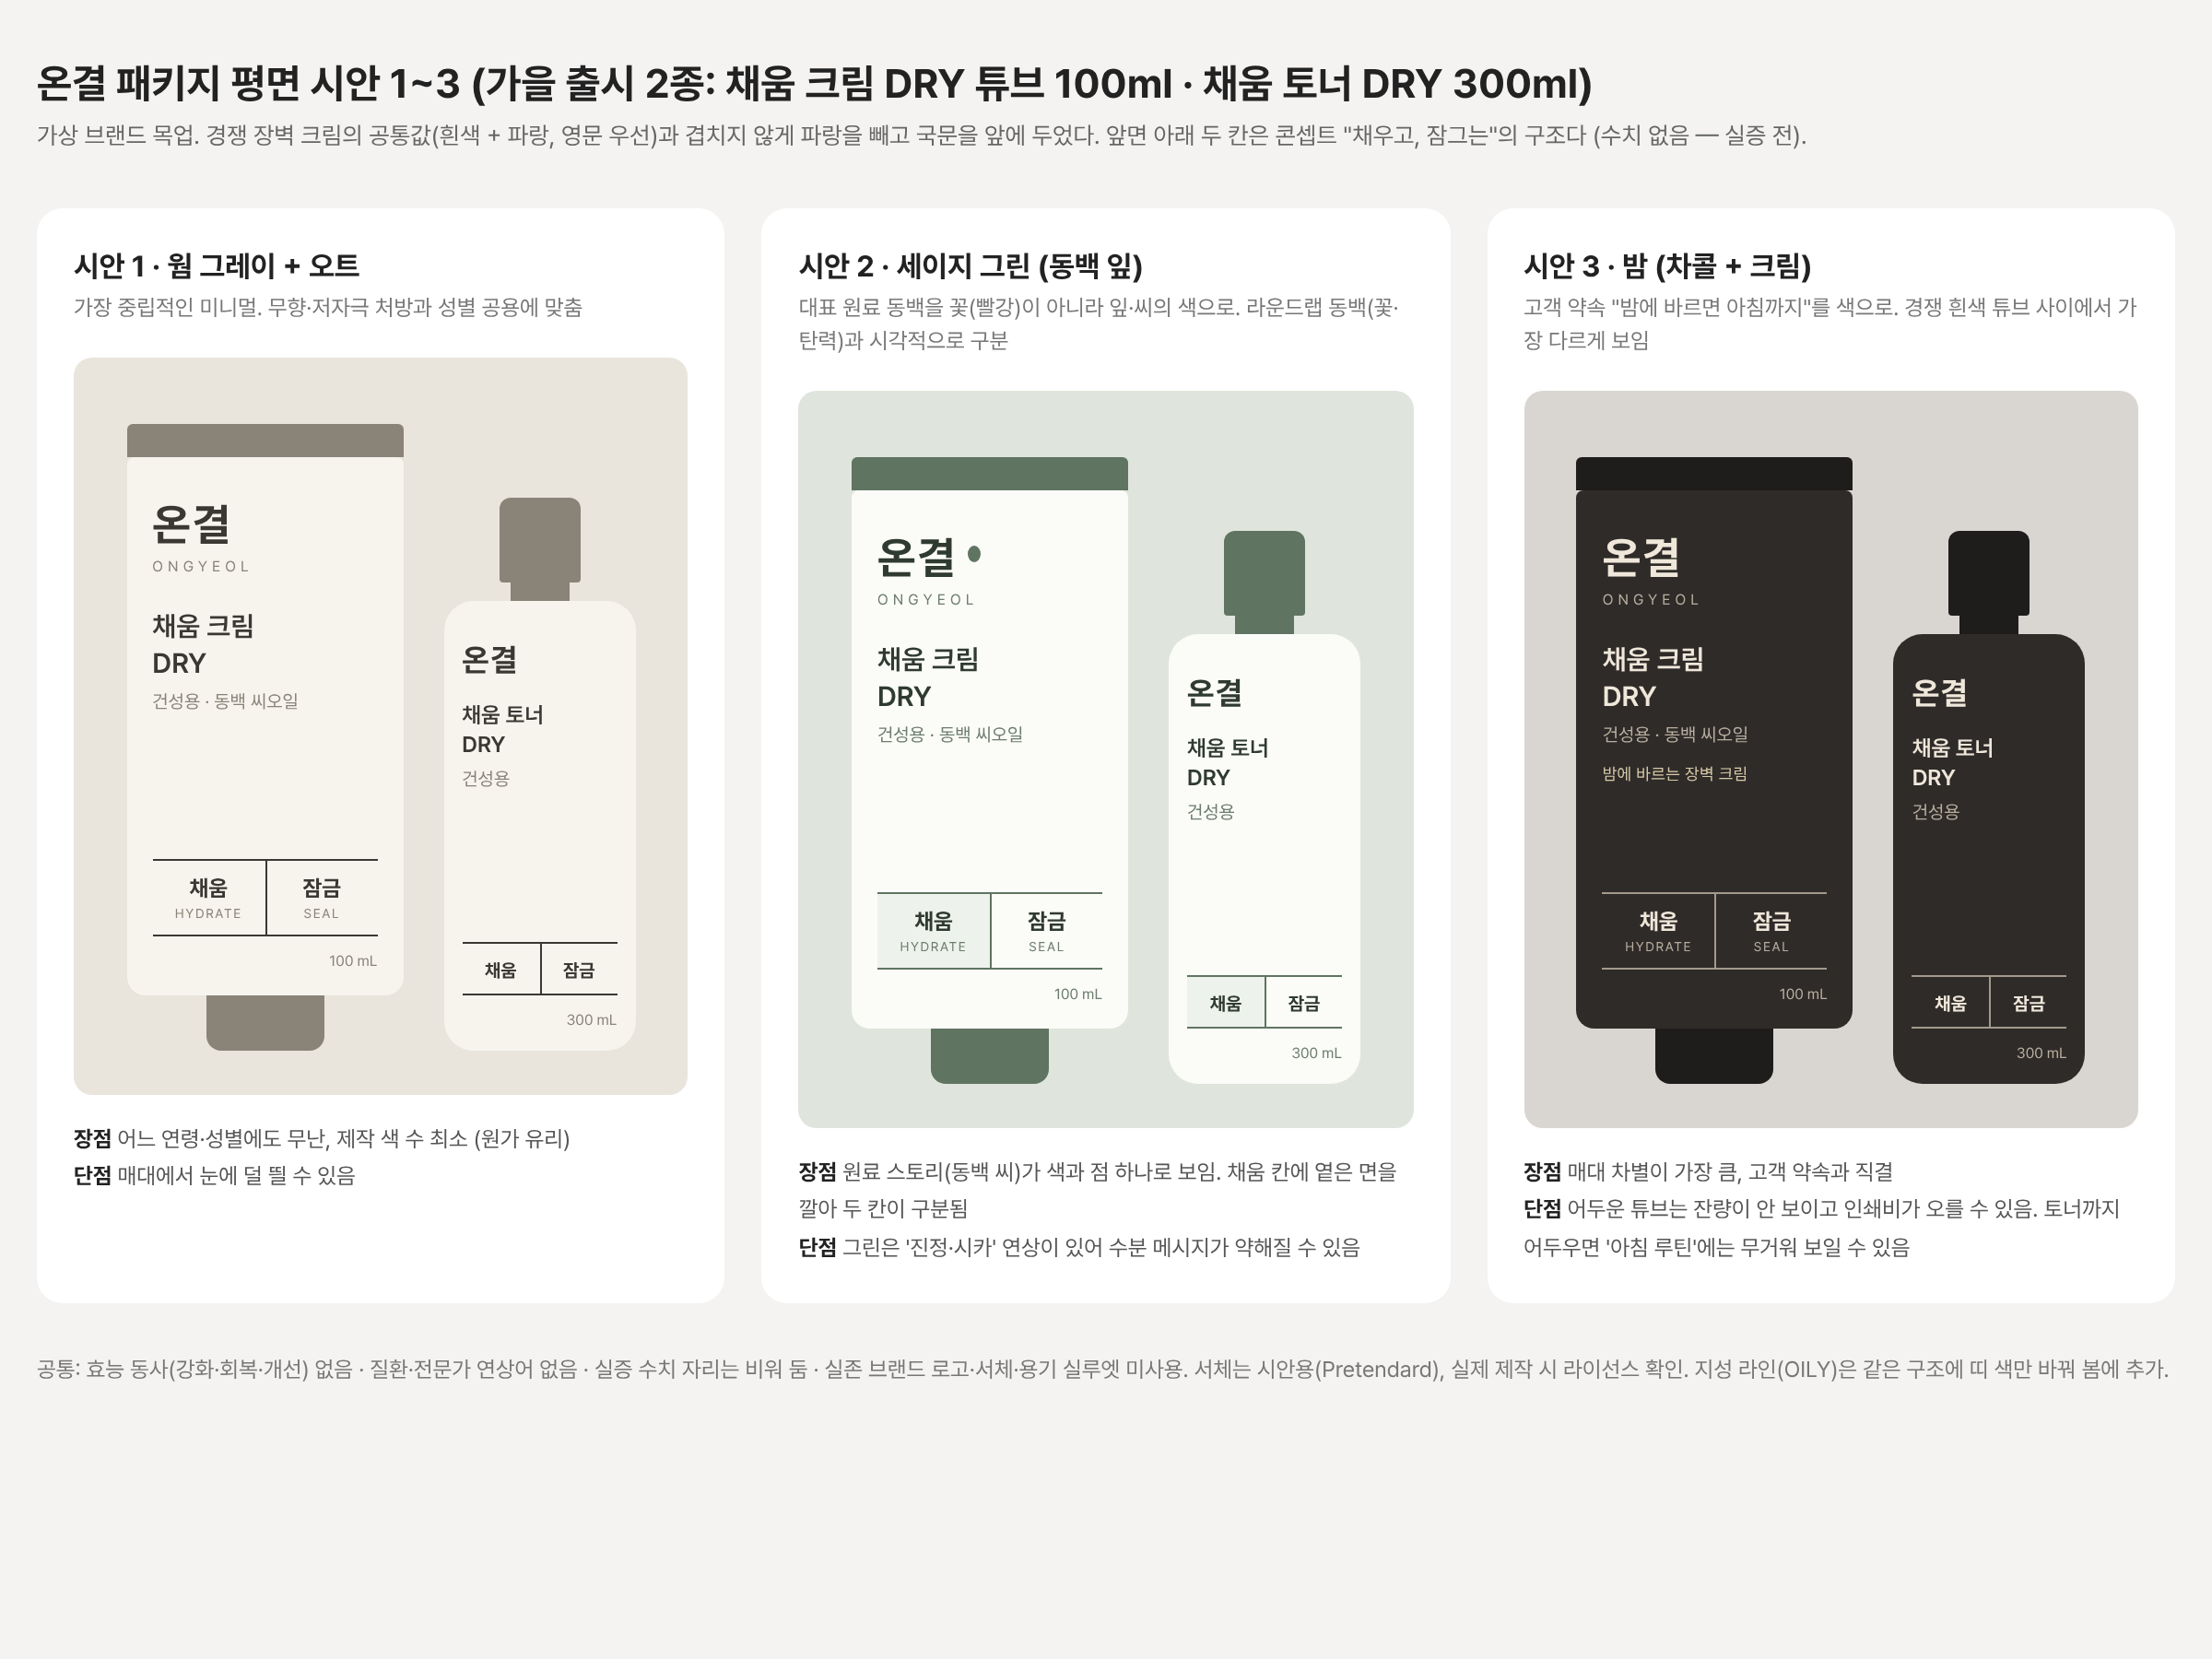 온결 패키지 평면 시안 1~3 (가을 출시 2종: 채움 크림 DRY 튜브 100ml · 채움 토너 DRY 300ml)
가상 브랜드 목업. 경쟁 장벽 크림의 공통값(흰색 + 파랑, 영문 우선)과 겹치지 않게 파랑을 빼고 국문을 앞에 두었다. 앞면 아래 두 칸은 콘셉트 "채우고, 잠그는"의 구조다 (수치 없음 — 실증 전).
시안 1 · 웜 그레이 + 오트
가장 중립적인 미니멀. 무향·저자극 처방과 성별 공용에 맞춤
온결
ONGYEOL
채움 크림
DRY
건성용 · 동백 씨오일
채움
HYDRATE
잠금
SEAL
100 mL
온결
채움 토너
DRY
건성용
채움
잠금
300 mL
장점 어느 연령·성별에도 무난, 제작 색 수 최소 (원가 유리)
단점 매대에서 눈에 덜 띌 수 있음
시안 2 · 세이지 그린 (동백 잎)
대표 원료 동백을 꽃(빨강)이 아니라 잎·씨의 색으로. 라운드랩 동백(꽃·
탄력)과 시각적으로 구분
온결
ONGYEOL
채움 크림
DRY
건성용 · 동백 씨오일
채움
HYDRATE
잠금
SEAL
100 mL
온결
채움 토너
DRY
건성용
채움
잠금
300 mL
장점 원료 스토리(동백 씨)가 색과 점 하나로 보임. 채움 칸에 옅은 면을
깔아 두 칸이 구분됨
단점 그린은 '진정·시카' 연상이 있어 수분 메시지가 약해질 수 있음
시안 3 · 밤 (차콜 + 크림)
고객 약속 "밤에 바르면 아침까지"를 색으로. 경쟁 흰색 튜브 사이에서 가
장 다르게 보임
온결
ONGYEOL
채움 크림
DRY
건성용 · 동백 씨오일
밤에 바르는 장벽 크림
채움
HYDRATE
잠금
SEAL
100 mL
온결
채움 토너
DRY
건성용
채움
잠금
300 mL
장점 매대 차별이 가장 큼, 고객 약속과 직결
단점 어두운 튜브는 잔량이 안 보이고 인쇄비가 오를 수 있음. 토너까지
어두우면 '아침 루틴'에는 무거워 보일 수 있음
공통: 효능 동사(강화·회복·개선) 없음 · 질환·전문가 연상어 없음 · 실증 수치 자리는 비워 둠 · 실존 브랜드 로고·서체·용기 실루엣 미사용. 서체는 시안용(Pretendard), 실제 제작 시 라이선스 확인. 지성 라인(OILY)은 같은 구조에 띠 색만 바꿔 봄에 추가.